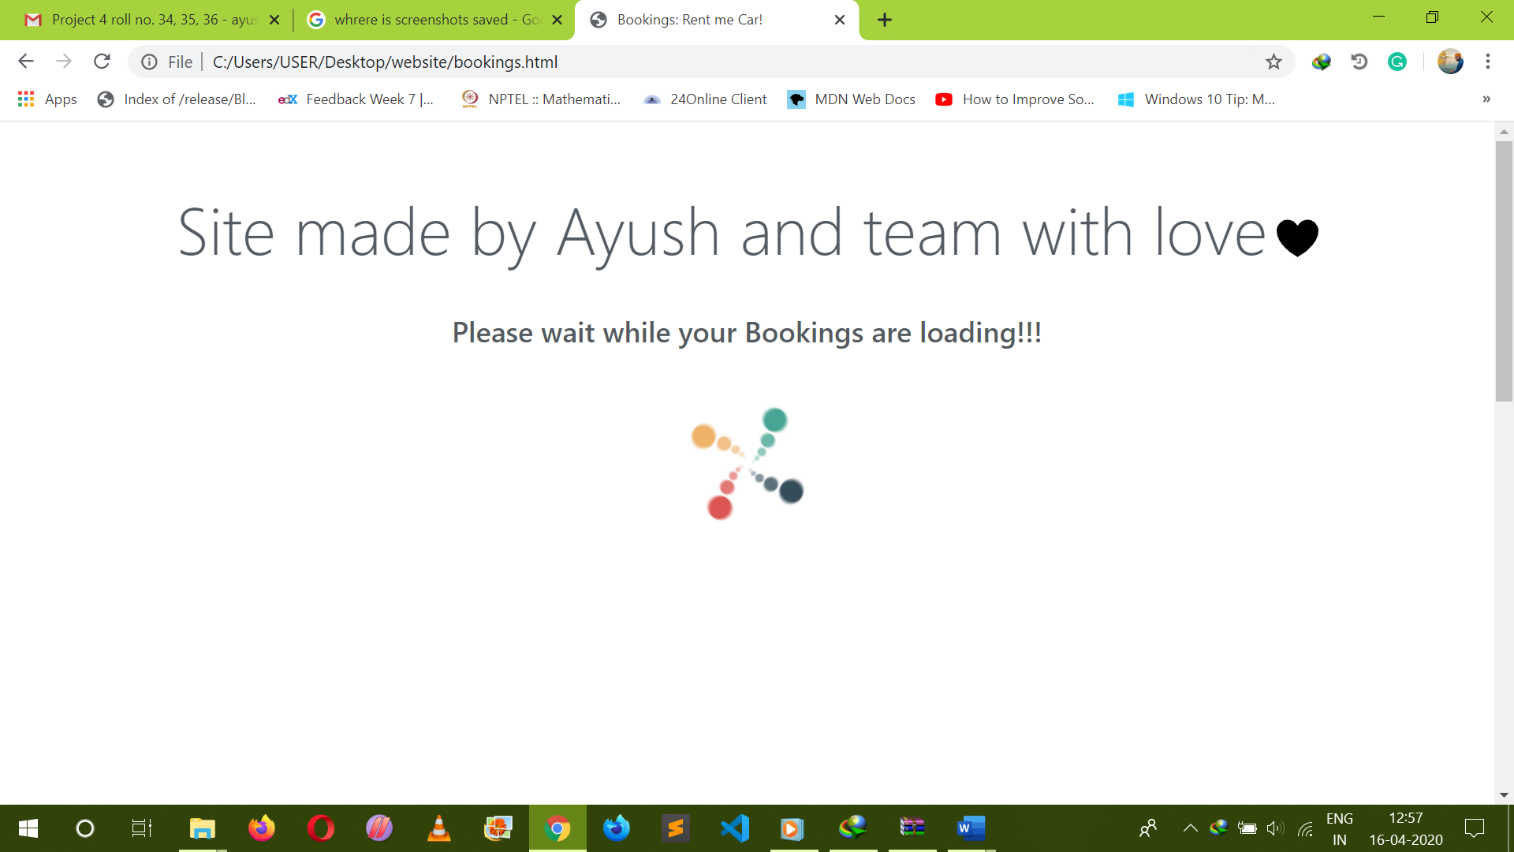 Project 4 roll no. 34, 35, 36 - ayus
whrere is screenshots saved - Go
Bookings: Rent me Car!
File
C:/Users/USER/Desktop/website/bookings.html
Apps
Index of /release/Bl...
edX
Feedback Week 7 |...
NPTEL :: Mathemati...
24Online Client
MDN Web Docs
How to Improve So...
Windows 10 Tip: M...
Site made by Ayush and team with love
Please wait while your Bookings are loading!!!
ENG
IN
12:57
16-04-2020